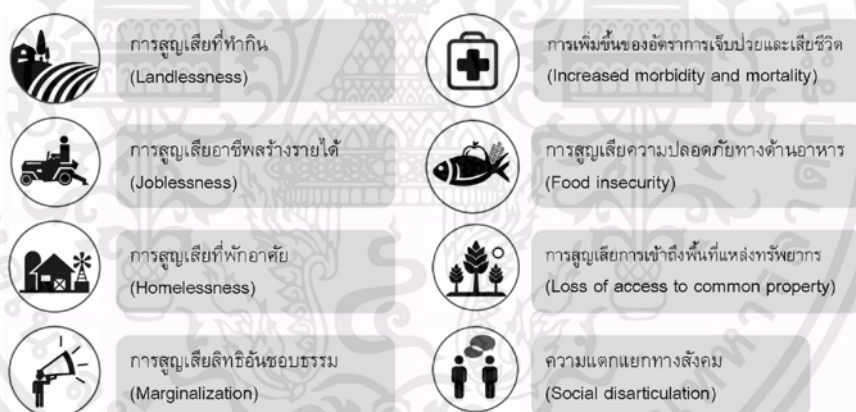 การสูญเสียที่ทำกิน
(Landlessness)
การสูญเสียอาชีพสร้างรายได้
(Joblessness)
การสูญเสียที่พักอาศัย
(Homelessness)
การสูญเสียสิทธิอันชอบธรรม
(Marginalization)
การเพิ่มขึ้นของอัตราการเจ็บป่วยและเสียชีวิต
(Increased morbidity and mortality)
การสูญเสียความปลอดภัยทางด้านอาหาร
(Food insecurity)
การสูญเสียการเข้าถึงพื้นที่แหล่งทรัพยากร
(Loss of access to common property)
ความแตกแยกทางสังคม
(Social disarticulation)